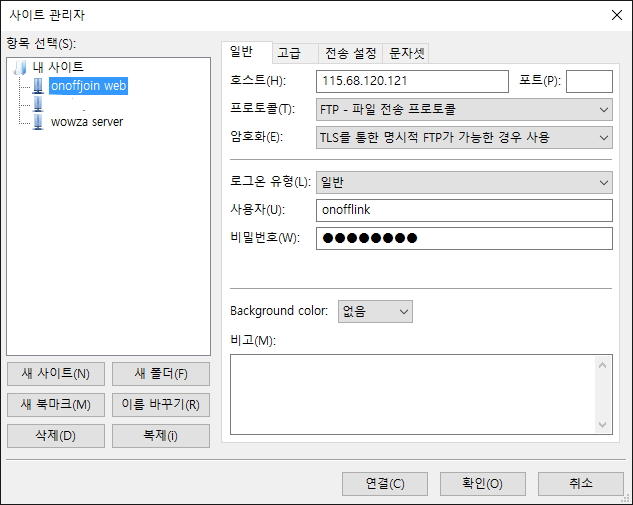 사이트 관리자
항목 선택(S):
내 사이트
onoffjoin web
wowza server
새 사이트(N) 새 폴더(F)
새 북마크(M) 이름 바꾸기(R)
삭제(D) 복제(i)
일반 고급 전송 설정 문자셋
호스트(H): 115.68.120.121 포트(P):
프로토콜(T): FTP - 파일 전송 프로토콜
암호화(E): TLS를 통한 명시적 FTP가 가능한 경우 사용
로그온 유형(L): 일반
사용자(U): onofflink
비밀번호(W): ●●●●●●●●
Background color: 없음
비고(M):
연결(C) 확인(O) 취소